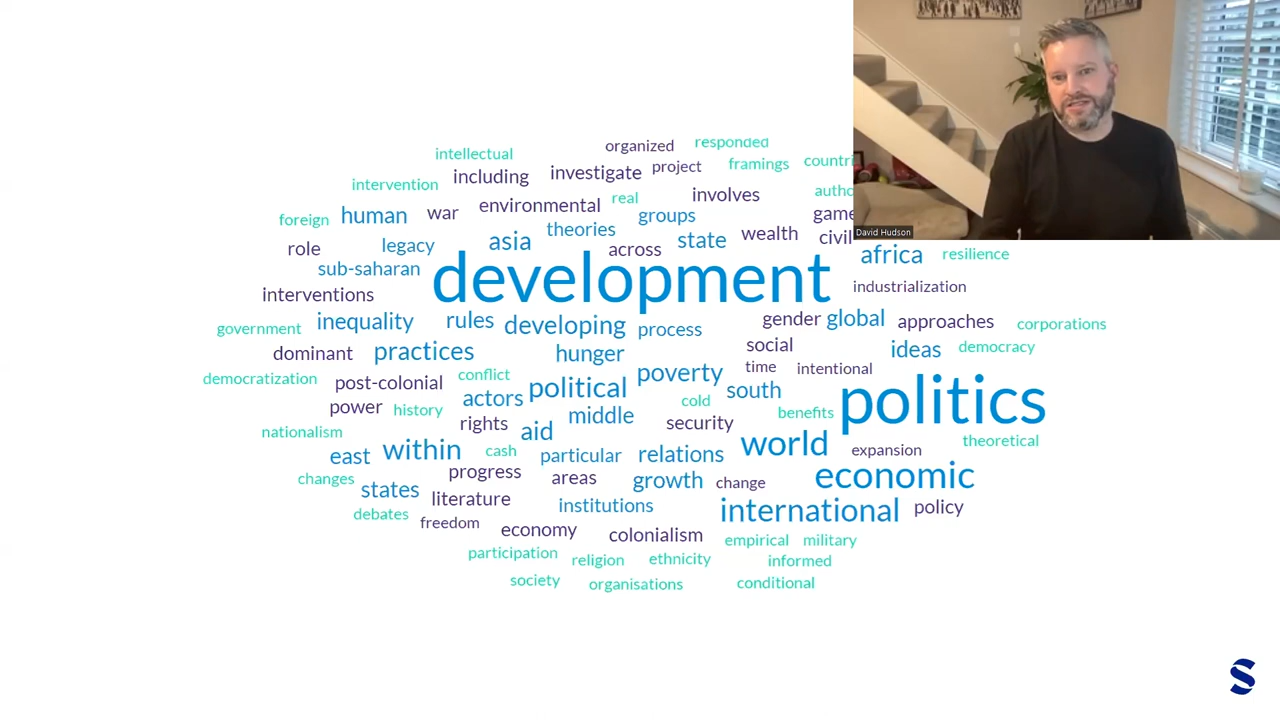 organized responded
intellectual
project framings countri
including investigate
intervention
real involves autho
human war environmental groups game
foreign
theories state wealth civil
role legacy asia across
David Hudson
sub-saharan development africa resilience
interventions industrialization
inequality rules developing process gender global approaches corporations
government
dominant practices hunger social ideas democracy
democratization conflict political poverty time intentional
post-colonial actors south politics
power history middle cold benefits
rights aid security
nationalism theoretical
east within cash particular relations world expansion
changes progress areas growth change economic
states literature institutions international policy
debates freedom economy colonialism
participation religion ethnicity empirical military
society organisations informed
conditional
S